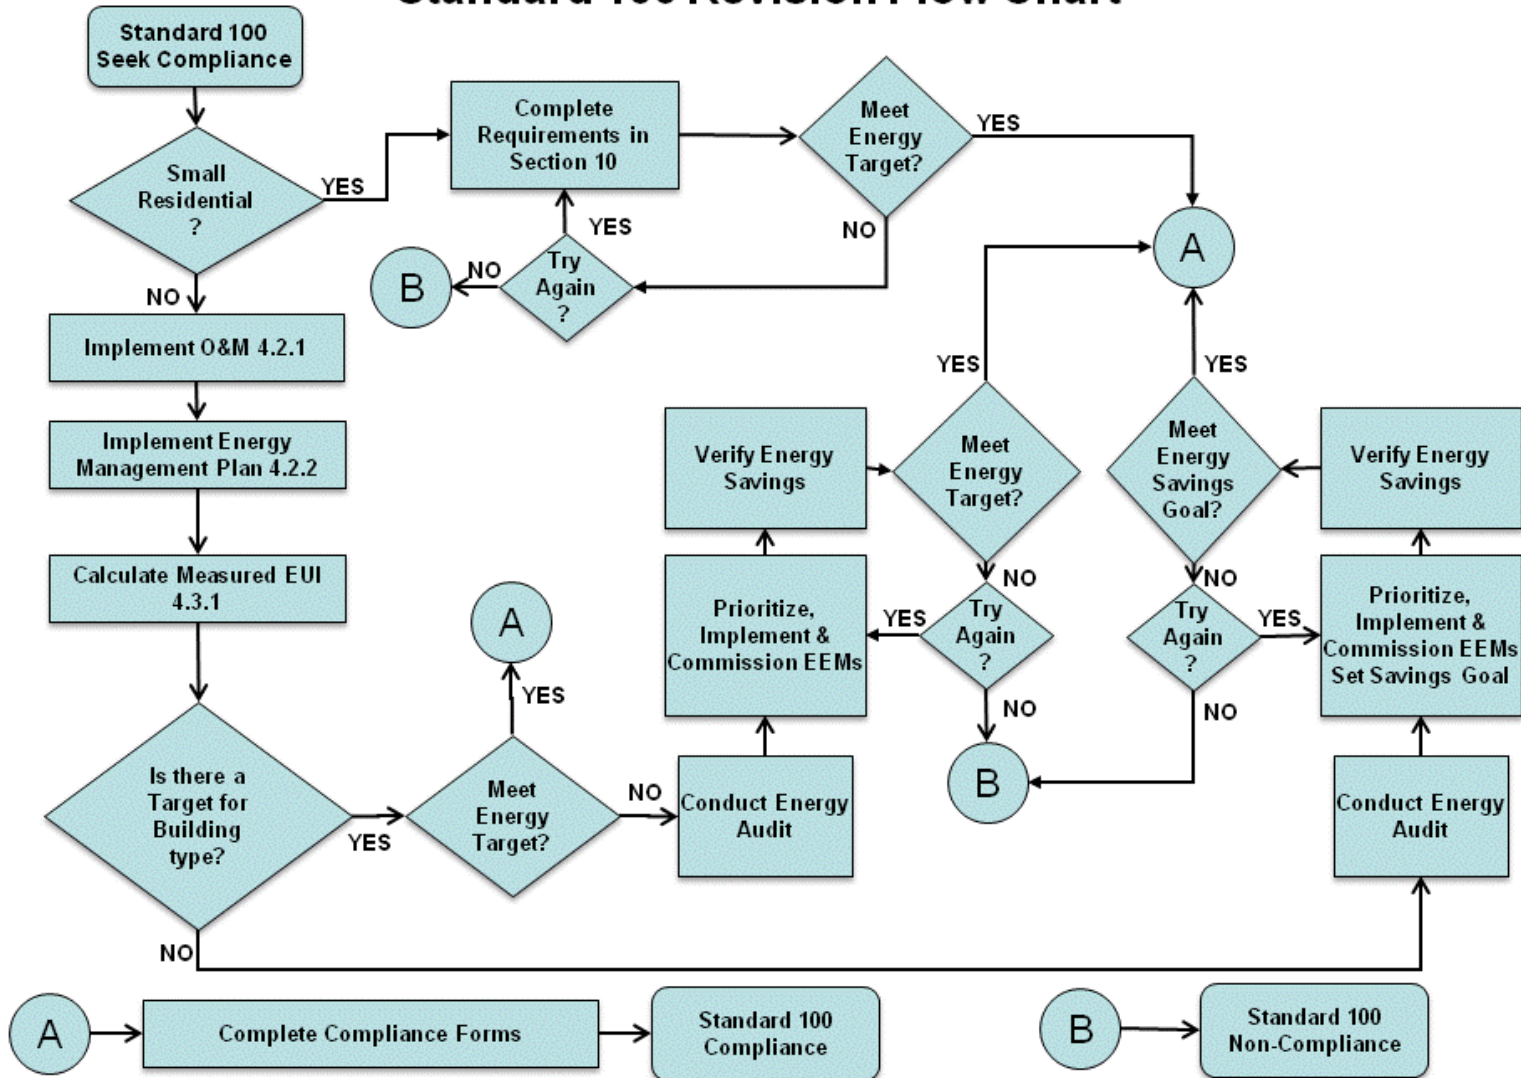 Standard 100 Revision Flow Chart
Standard 100
Seek Compliance
Small
Residential
?
YES
NO
Complete
Requirements in
Section 10
Meet
Energy
Target?
YES
NO
Try
Again
?
YES
NO
B
A
Implement O&M 4.2.1
Implement Energy
Management Plan 4.2.2
Calculate Measured EUI
4.3.1
Is there a
Target for
Building
type?
YES
NO
Meet
Energy
Target?
YES
A
NO
Conduct Energy
Audit
Prioritize,
Implement &
Commission EEMs
Verify Energy
Savings
Meet
Energy
Target?
YES
NO
Try
Again
?
YES
NO
B
Meet
Energy
Savings
Goal?
YES
NO
Try
Again
?
YES
NO
Verify Energy
Savings
Prioritize,
Implement &
Commission EEMs
Set Savings Goal
Conduct Energy
Audit
A
Complete Compliance Forms
Standard 100
Compliance
B
Standard 100
Non-Compliance